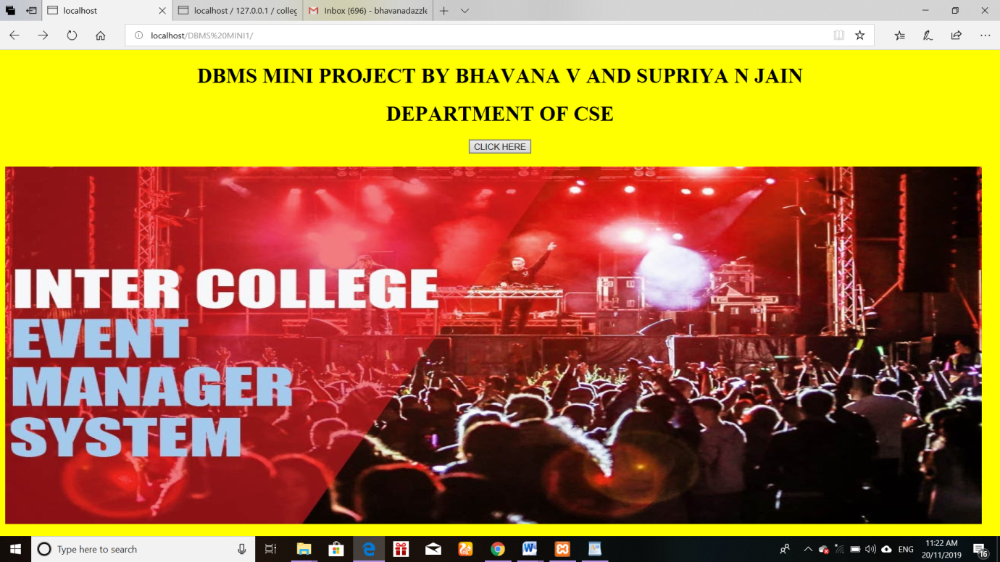 localhost
localhost / 127.0.0.1 / colleg
Inbox (696) - bhavanadazzle
localhost/DBMS%20MINI1/
DBMS MINI PROJECT BY BHAVANA V AND SUPRIYA N JAIN
DEPARTMENT OF CSE
CLICK HERE
INTER COLLEGE
EVENT
MANAGER
SYSTEM
Type here to search
ENG
11:22 AM
20/11/2019
16